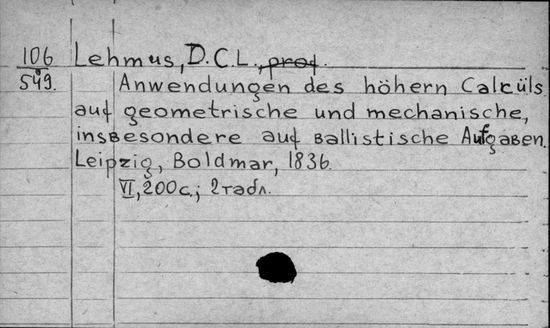 106
549.
Lehmus, D.C.L., prof.
Anwendungen des höhern Calcüls
auf geometrische und mechanische,
insbesondere auf ballistische Aufgaben.
Leipzig, Boldmar, 1836.
VI, 200 с.; 2 табл.